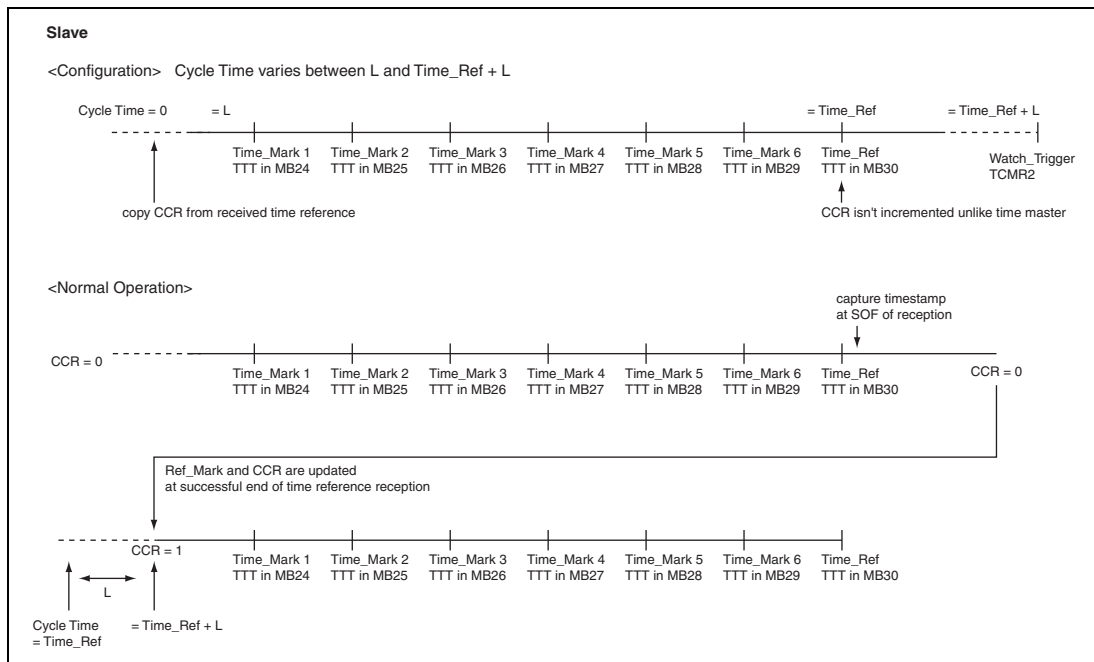 Slave
<Configuration> Cycle Time varies between L and Time_Ref + L
Cycle Time = 0
= L
= Time_Ref
= Time_Ref + L
Time_Mark 1
TTT in MB24
Time_Mark 2
TTT in MB25
Time_Mark 3
TTT in MB26
Time_Mark 4
TTT in MB27
Time_Mark 5
TTT in MB28
Time_Mark 6
TTT in MB29
Time_Ref
TTT in MB30
Watch_Trigger
TCMR2
copy CCR from received time reference
CCR isn't incremented unlike time master
<Normal Operation>
capture timestamp
at SOF of reception
CCR = 0
Time_Mark 1
TTT in MB24
Time_Mark 2
TTT in MB25
Time_Mark 3
TTT in MB26
Time_Mark 4
TTT in MB27
Time_Mark 5
TTT in MB28
Time_Mark 6
TTT in MB29
Time_Ref
TTT in MB30
CCR = 0
Ref_Mark and CCR are updated
at successful end of time reference reception
CCR = 1
Time_Mark 1
TTT in MB24
Time_Mark 2
TTT in MB25
Time_Mark 3
TTT in MB26
Time_Mark 4
TTT in MB27
Time_Mark 5
TTT in MB28
Time_Mark 6
TTT in MB29
Time_Ref
TTT in MB30
L
Cycle Time
= Time_Ref
= Time_Ref + L